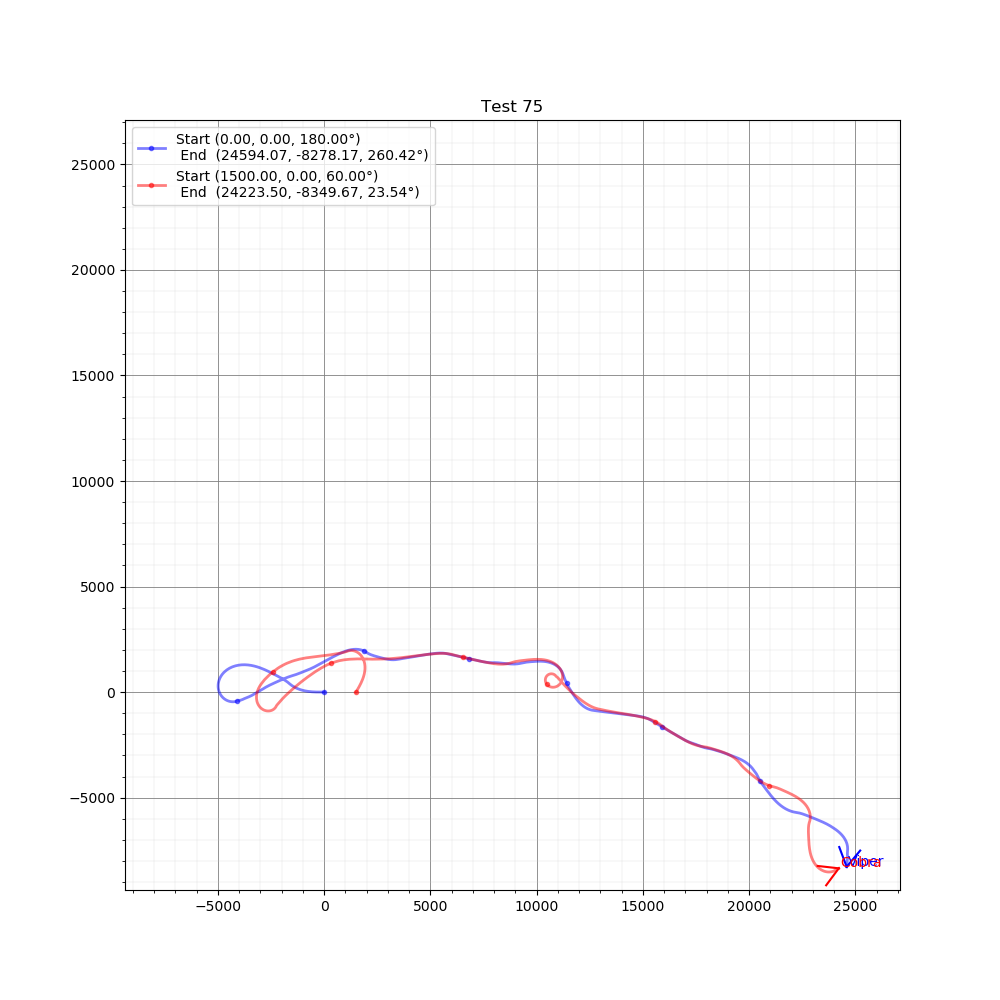 Test 75
Start (0.00, 0.00, 180.00°)
End (24594.07, -8278.17, 260.42°)
Start (1500.00, 0.00, 60.00°)
End (24223.50, -8349.67, 23.54°)
25000
20000
15000
10000
5000
0
−5000
−5000 0 5000 10000 15000 20000 25000